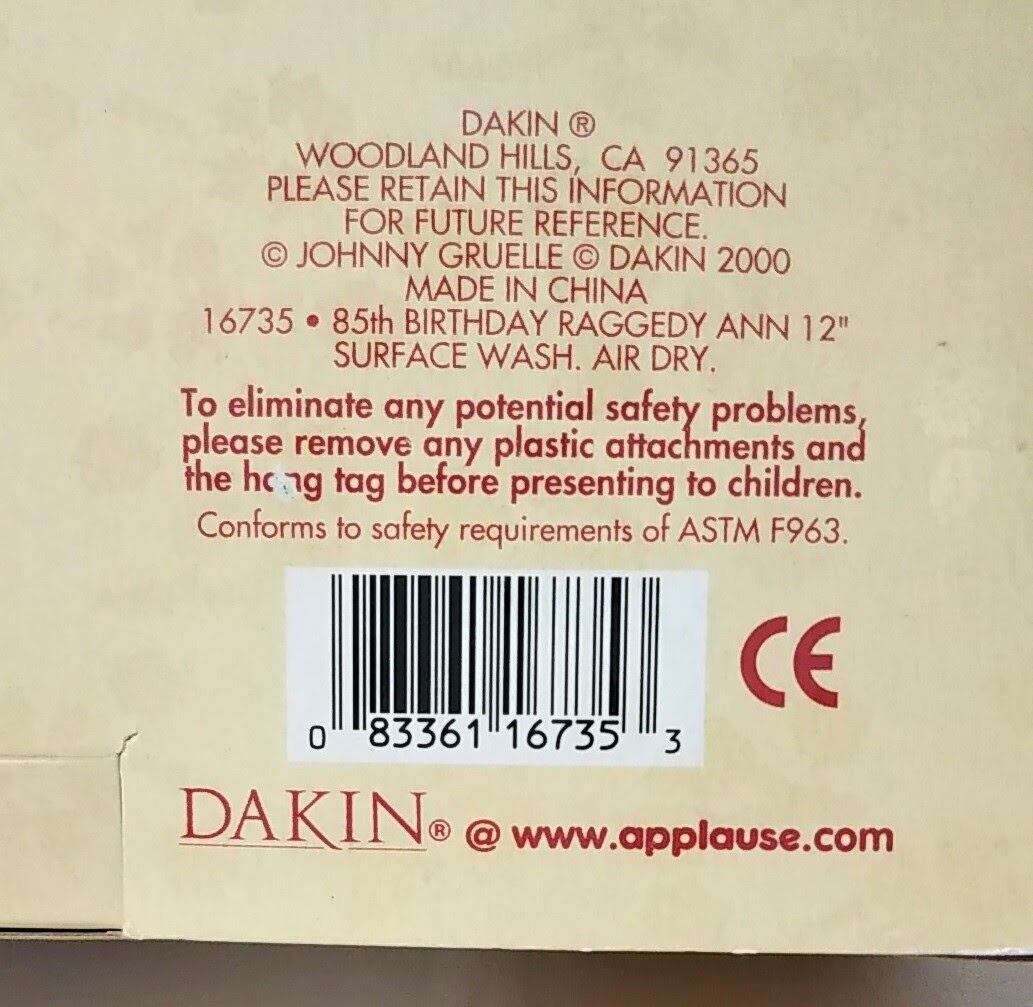 DAKIN ®
WOODLAND HILLS, CA 91365
PLEASE RETAIN THIS INFORMATION
FOR FUTURE REFERENCE.
© JOHNNY GRUELLE © DAKIN 2000
MADE IN CHINA
16735 • 85th BIRTHDAY RAGGEDY ANN 12"
SURFACE WASH. AIR DRY.
To eliminate any potential safety problems,
please remove any plastic attachments and
the hang tag before presenting to children.
Conforms to safety requirements of ASTM F963.
CE
0 83361 16735 3
DAKIN® @ www.applause.com